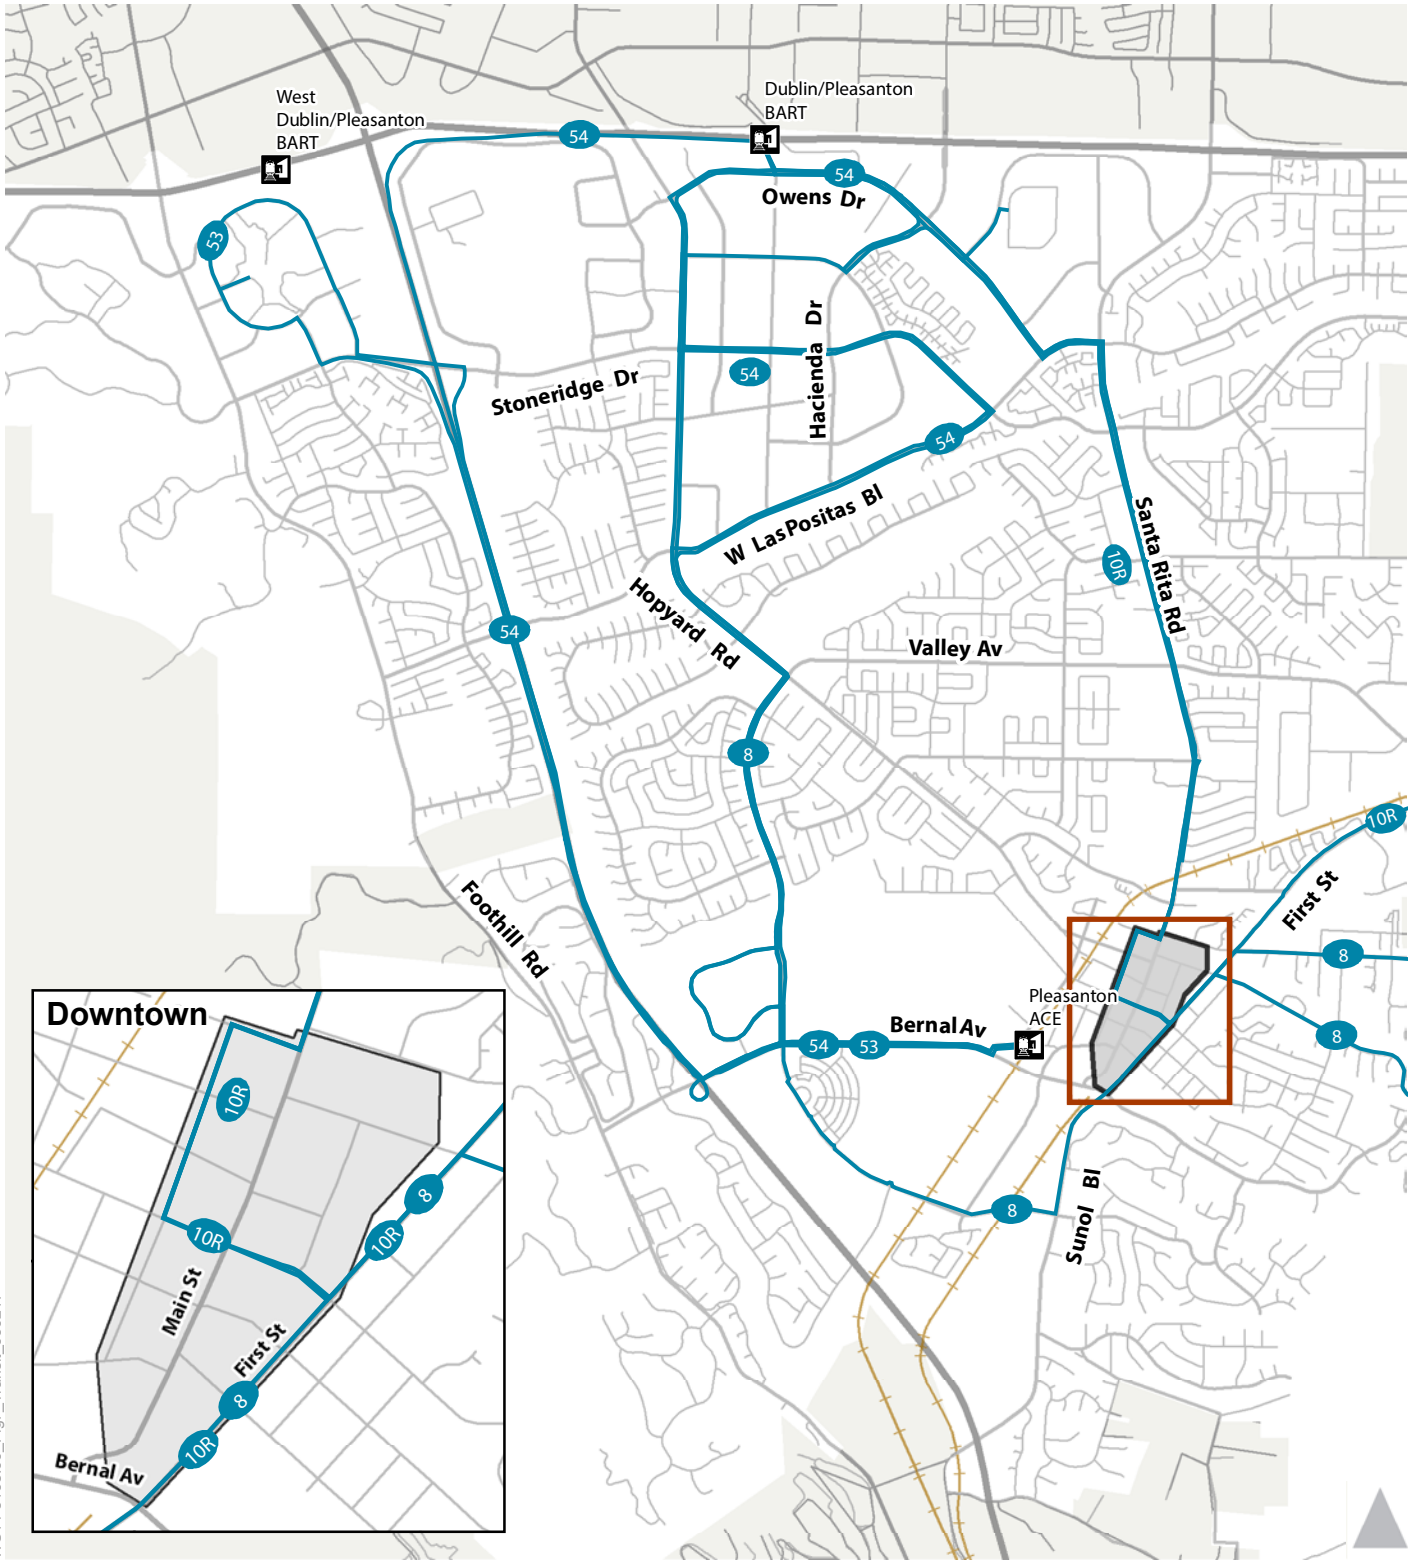 West
Dublin/Pleasanton
BART
Dublin/Pleasanton
BART
54
54
Owens Dr
53
Hacienda Dr
54
Stoneridge Dr
54
W Las Positas Bl
Santa Rita Rd
10R
Hopyard Rd
54
Valley Av
8
10R
First St
Foothill Rd
8
Pleasanton
ACE
Bernal Av
54
53
8
Sunol Bl
8
Downtown
10R
8
10R
10R
Main St
First St
8
10R
Bernal Av